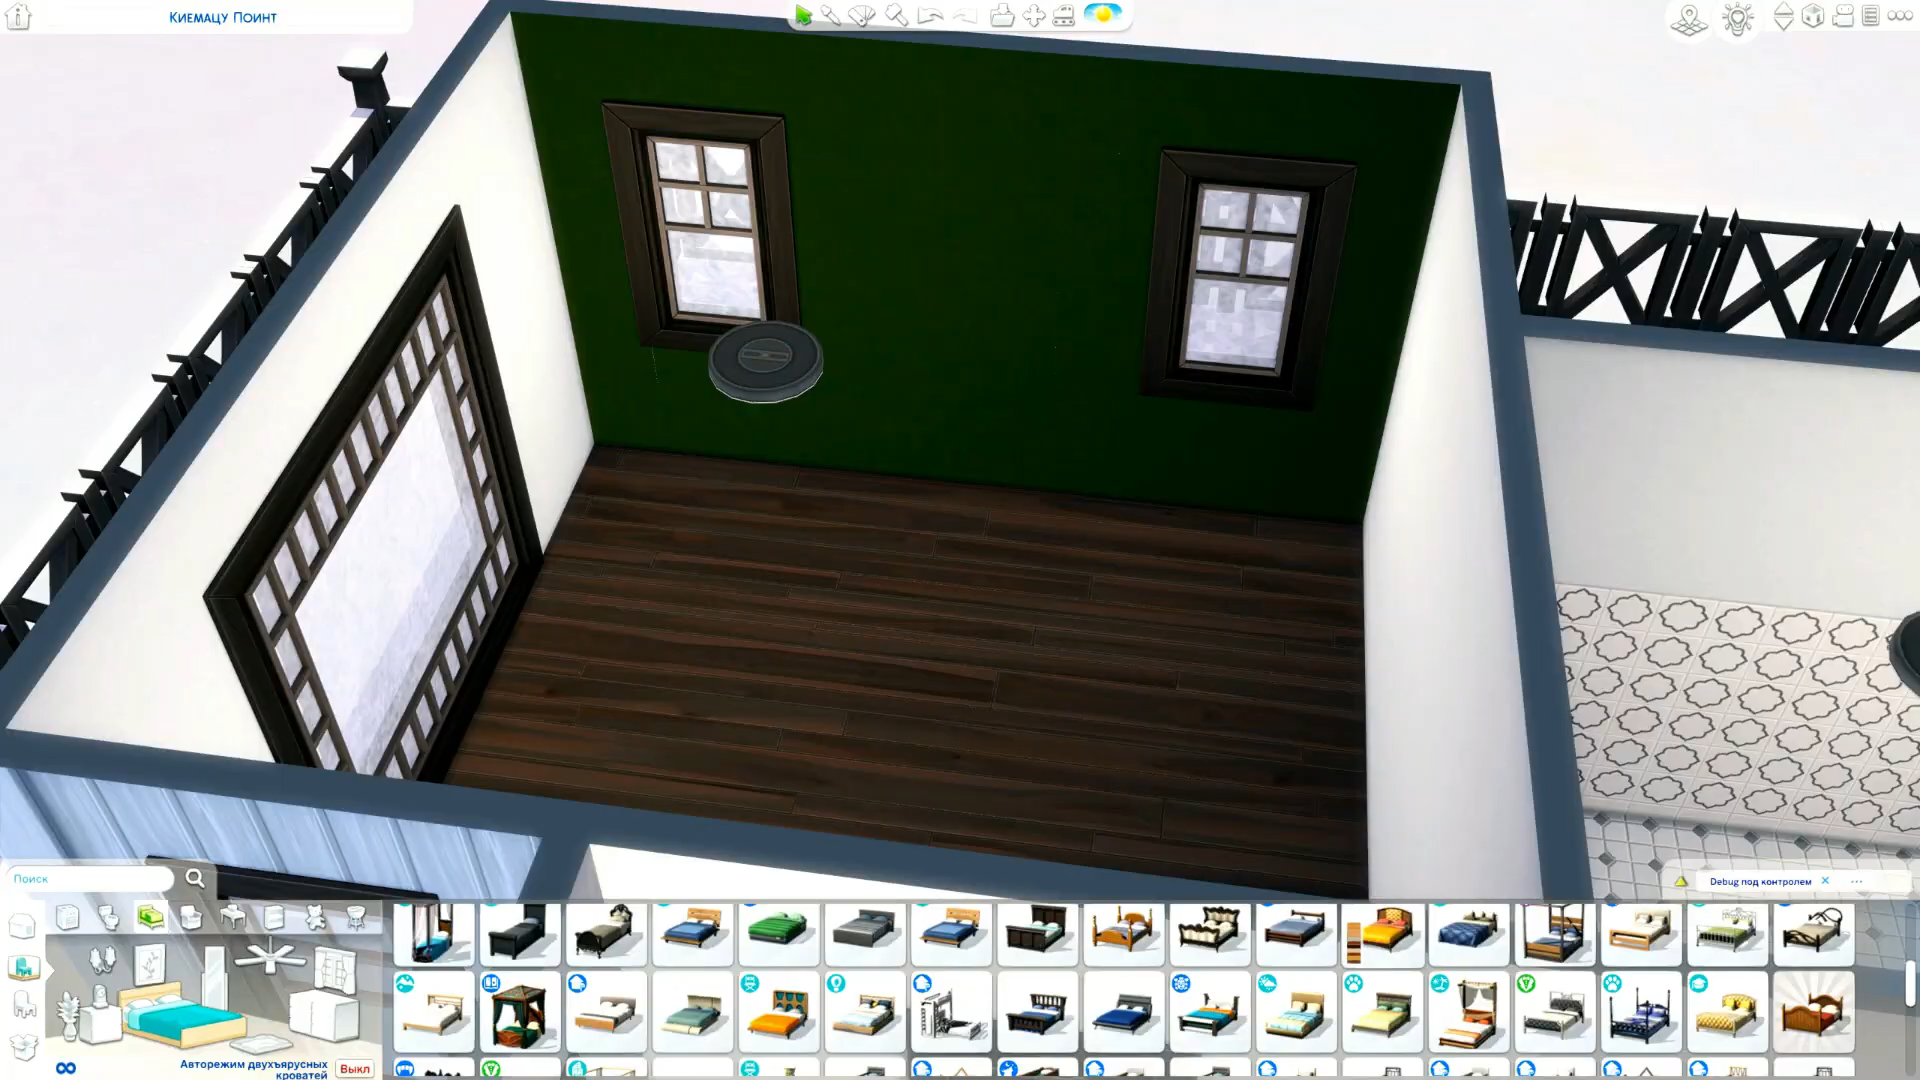 Киемацу Поинт
Поиск
Debug под контролем
Авторежим двухъярусных
кроватей
Выкл